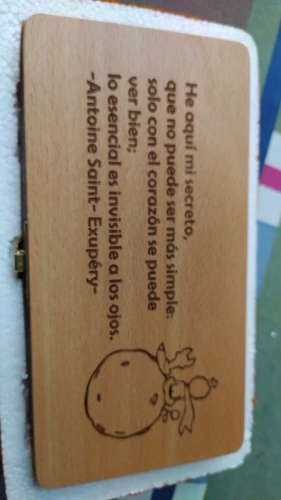 He aquí mi secreto,
que no puede ser más simple:
solo con el corazón se puede
ver bien;
lo esencial es invisible a los ojos.
-Antoine Saint- Exupéry-